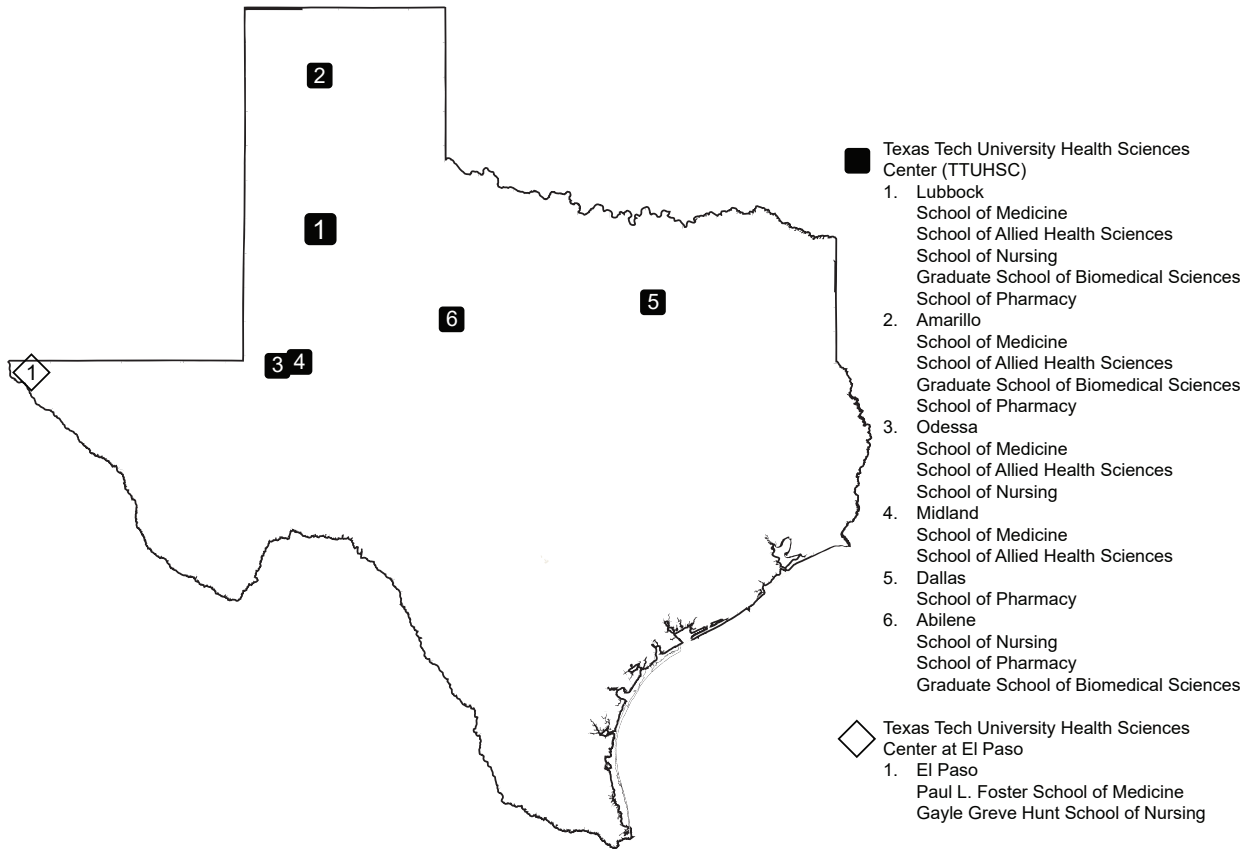 2
1
6
5
3
4
1
Texas Tech University Health Sciences
Center (TTUHSC)
1. Lubbock
School of Medicine
School of Allied Health Sciences
School of Nursing
Graduate School of Biomedical Sciences
School of Pharmacy
2. Amarillo
School of Medicine
School of Allied Health Sciences
Graduate School of Biomedical Sciences
School of Pharmacy
3. Odessa
School of Medicine
School of Allied Health Sciences
School of Nursing
4. Midland
School of Medicine
School of Allied Health Sciences
5. Dallas
School of Pharmacy
6. Abilene
School of Nursing
School of Pharmacy
Graduate School of Biomedical Sciences
Texas Tech University Health Sciences
Center at El Paso
1. El Paso
Paul L. Foster School of Medicine
Gayle Greve Hunt School of Nursing